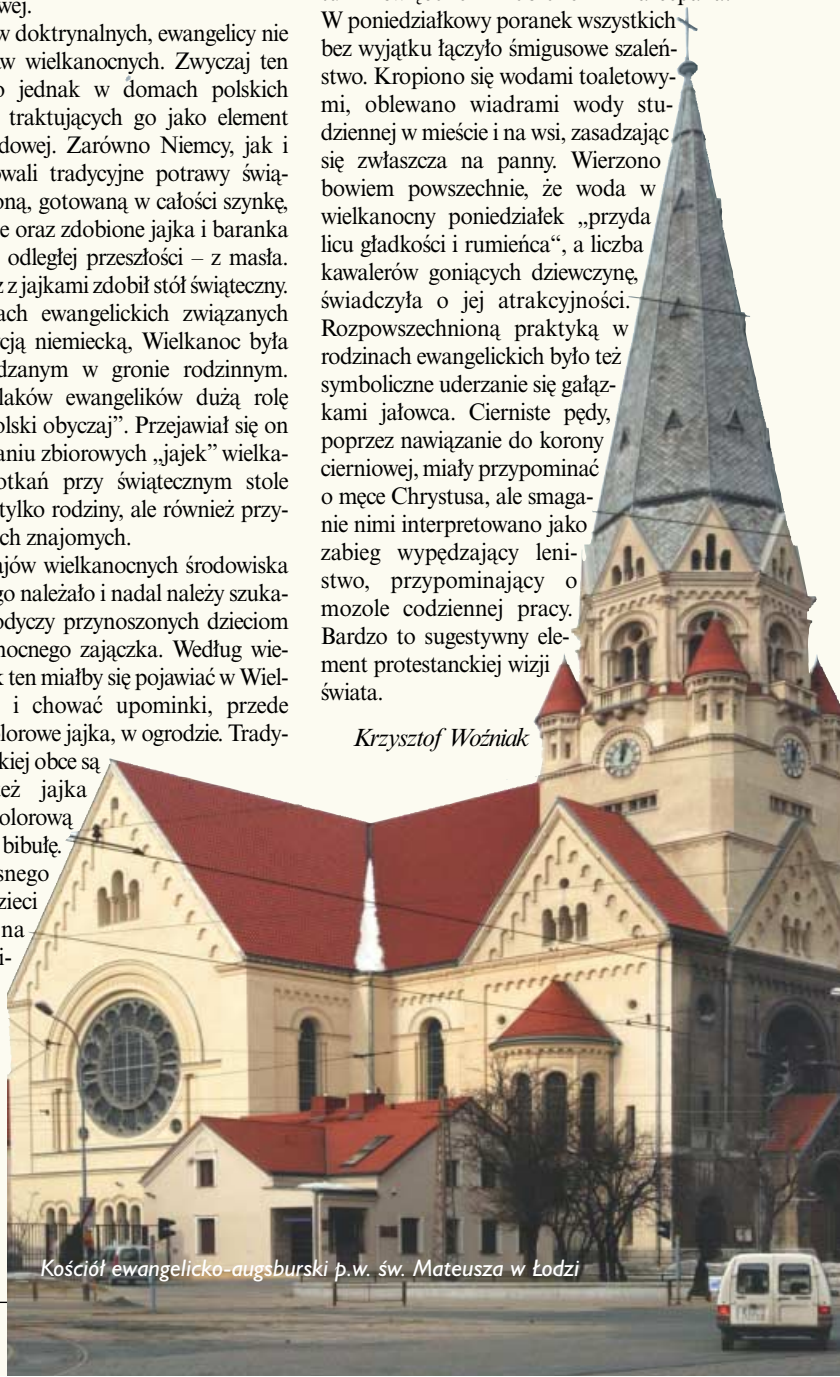 wej.
w doktrynalnych, ewangelicy nie
aw wielkanocnych. Zwyczaj ten
o jednak w domach polskich
traktujących go jako element
dowej. Zarówno Niemcy, jak i
wali tradycyjne potrawy świą-
oną, gotowaną w całości szynkę,
e oraz zdobione jajka i baranka
odległej przeszłości – z masła.
z z jajkami zdobił stół świąteczny.
ach ewangelickich związanych
cją niemiecką, Wielkanoc była
dzanym w gronie rodzinnym.
laków ewangelików dużą rolę
olski obyczaj”. Przejawiał się on
aniu zbiorowych „jajek” wielka-
otkań przy świątecznym stole
tylko rodziny, ale również przy-
ch znajomych.
ajów wielkanocnych środowiska
go należało i nadal należy szuka-
odyczy przynoszonych dzieciom
nocnego zajączka. Według wie-
k ten miałby się pojawiać w Wiel-
i chować upominki, przede
olorowe jajka, w ogrodzie. Trady-
kiej obce są
eż jajka
olorową
bibułę.
snego
zieci
na
i-
W poniedziałkowy poranek wszystkich
bez wyjątku łączyło śmigusowe szaleń-
stwo. Kropiono się wodami toaletowy-
mi, oblewano wiadrami wody stu-
dziennej w mieście i na wsi, zasadzając
się zwłaszcza na panny. Wierzono
bowiem powszechnie, że woda w
wielkanocny poniedziałek „przyda
licu gładkości i rumieńca“, a liczba
kawalerów goniących dziewczynę,
świadczyła o jej atrakcyjności.
Rozpowszechnioną praktyką w
rodzinach ewangelickich było też
symboliczne uderzanie się gałąz-
kami jałowca. Cierniste pędy,
poprzez nawiązanie do korony
cierniowej, miały przypominać
o męce Chrystusa, ale smaga-
nie nimi interpretowano jako
zabieg wypędzający leni-
stwo, przypominający o
mozole codziennej pracy.
Bardzo to sugestywny ele-
ment protestanckiej wizji
świata.
Krzysztof Woźniak
Kościół ewangelicko-augsburski p.w. św. Mateusza w Łodzi